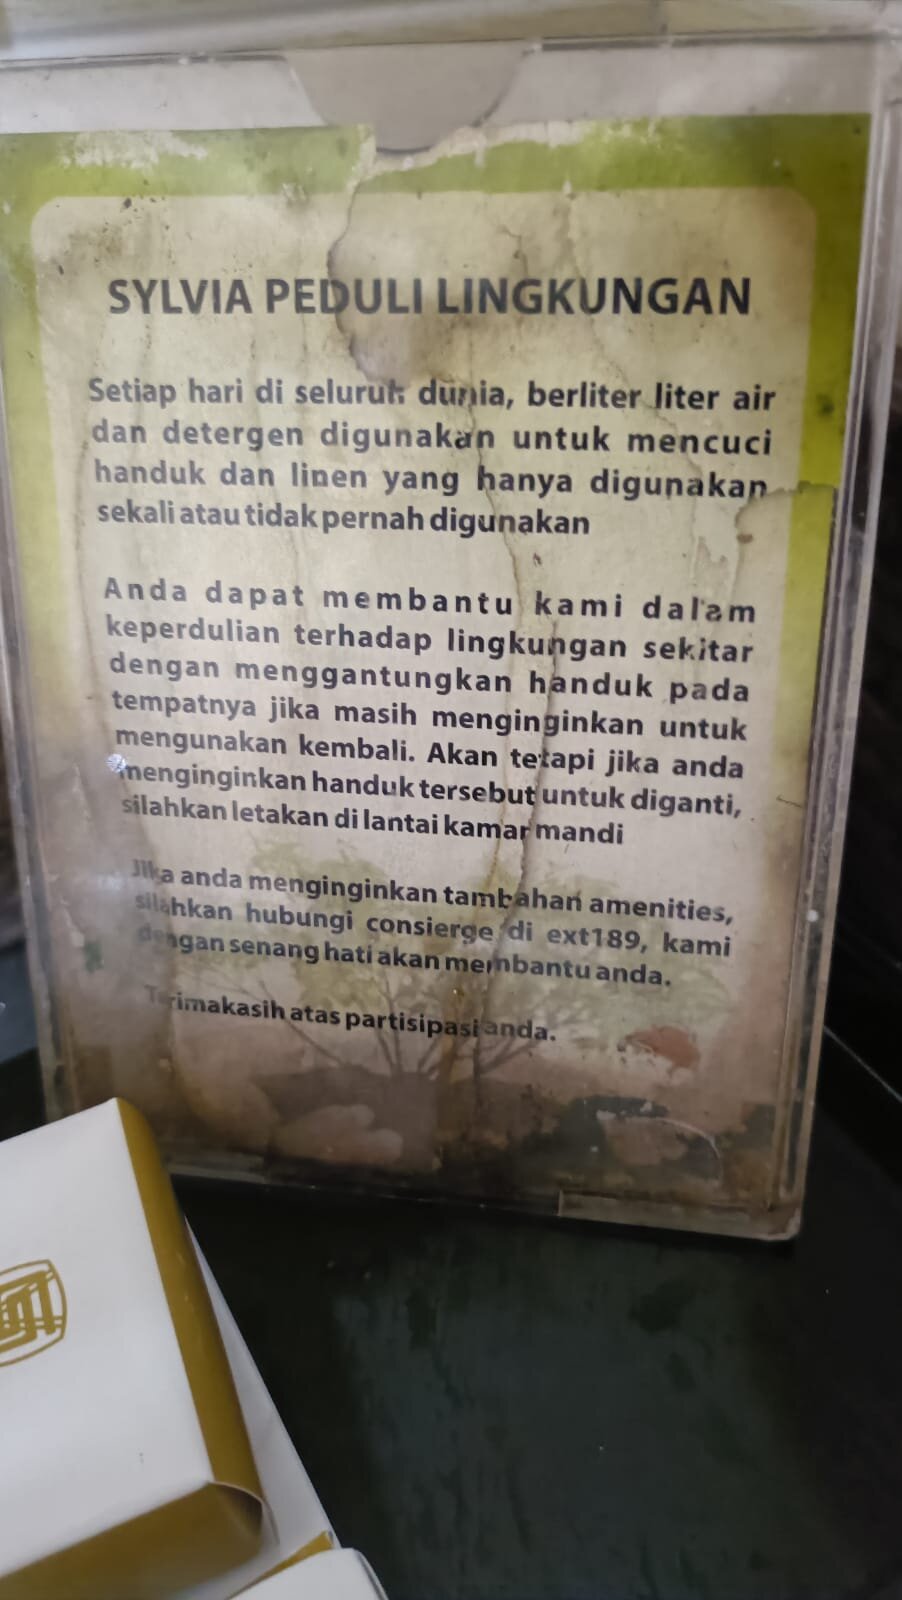 SYLVIA PEDULI LINGKUNGAN
Setiap hari di seluruh dunia, berliter liter air
dan detergen digunakan untuk mencuci
handuk dan linen yang hanya digunakan
sekali atau tidak pernah digunakan
Anda dapat membantu kami dalam
keperdulian terhadap lingkungan sekitar
dengan menggantungkan handuk pada
tempatnya jika masih menginginkan untuk
mengunakan kembali. Akan tetapi jika anda
menginginkan handuk tersebut untuk diganti,
silahkan letakan di lantai kamar mandi
Jika anda menginginkan tambahan amenities,
silahkan hubungi consierge di ext189, kami
dengan senang hati akan membantu anda.
Terimakasih atas partisipasi anda.